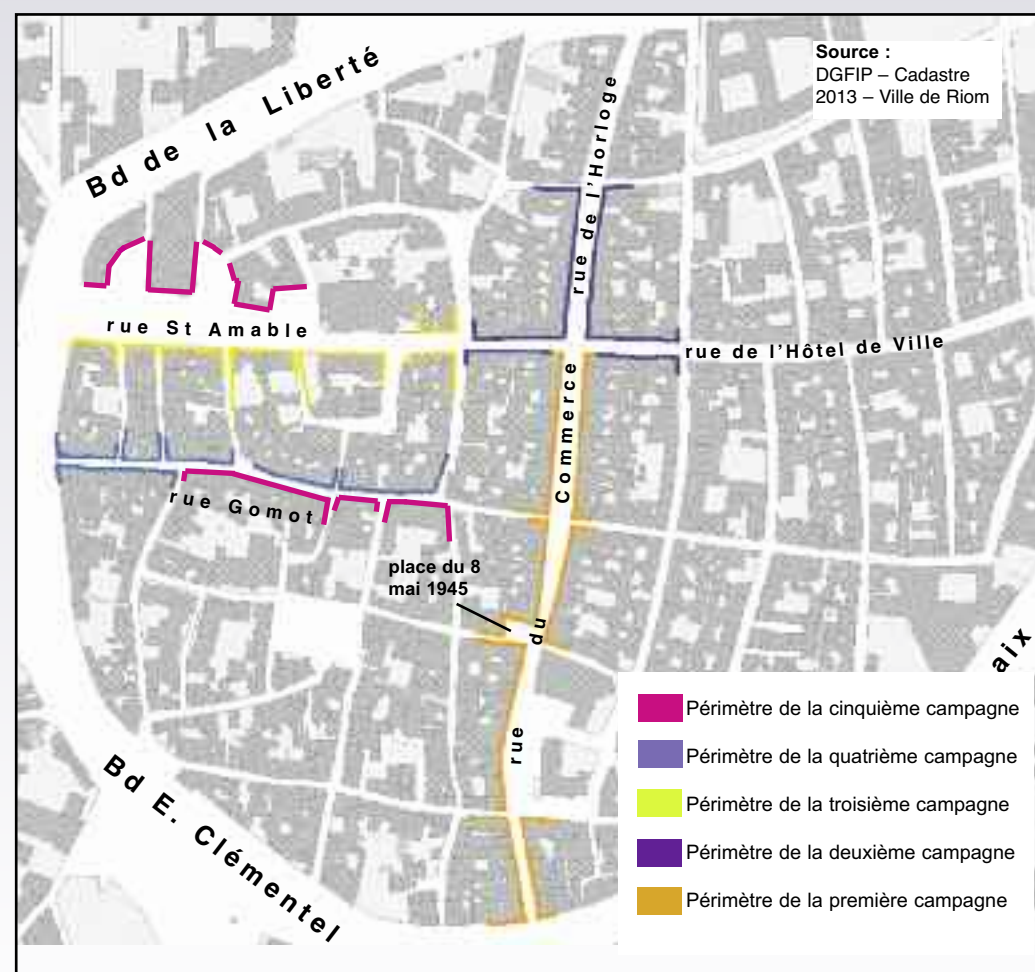 Source :
DGFIP – Cadastre
2013 – Ville de Riom
Bd de la Liberté
rue de l'Horloge
rue St Amable
rue de l'Hôtel de Ville
rue Gomot
place du 8
mai 1945
rue du Commerce
aix
Bd E. Clémentel
Périmètre de la cinquième campagne
Périmètre de la quatrième campagne
Périmètre de la troisième campagne
Périmètre de la deuxième campagne
Périmètre de la première campagne